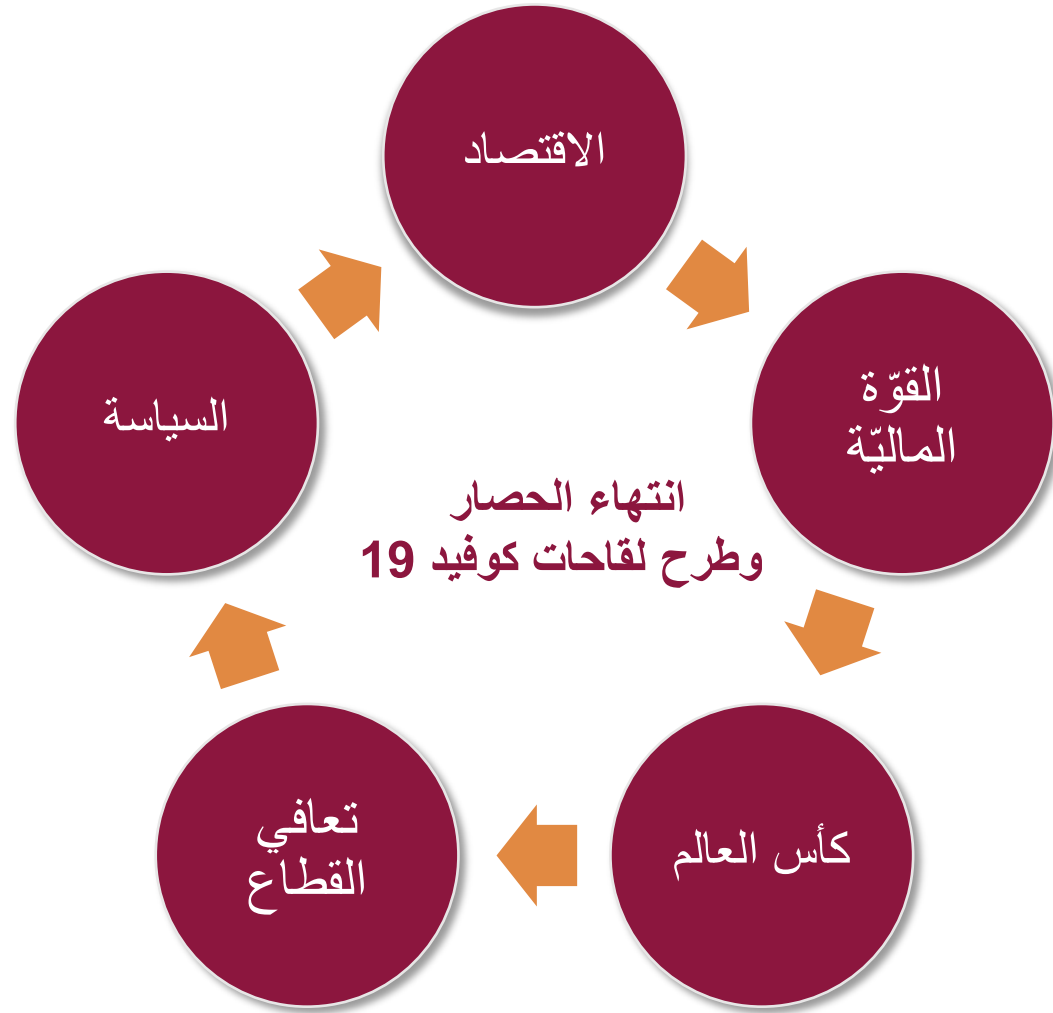 الاقتصاد
القوّة
الماليّة
كأس العالم
تعافي
القطاع
السياسة
انتهاء الحصار
وطرح لقاحات كوفيد 19